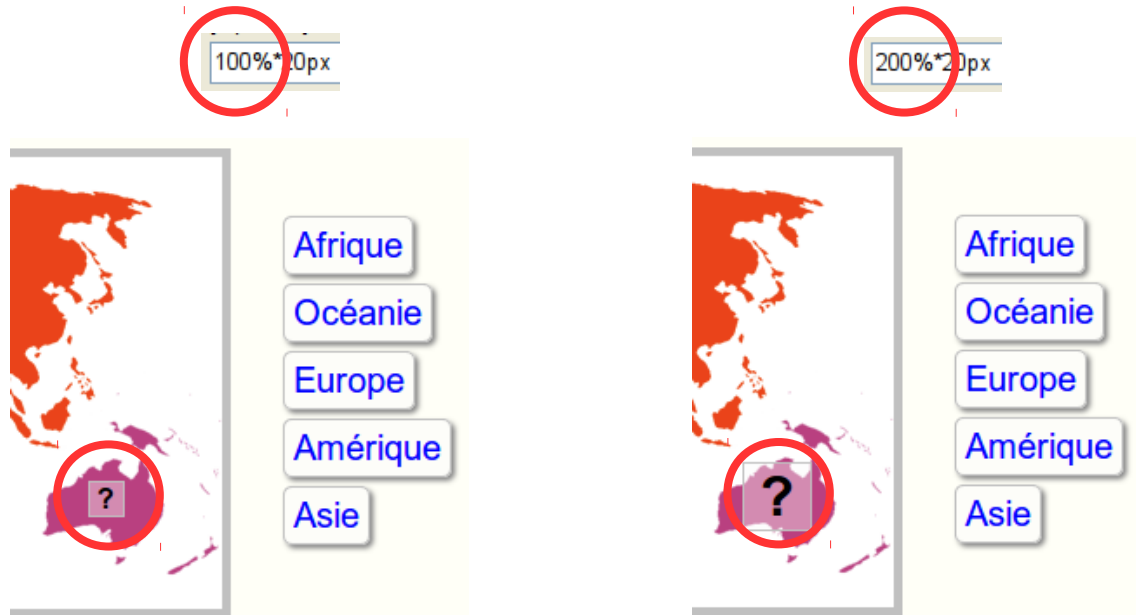 100%*20px
200%*20px
Afrique
Océanie
Europe
Amérique
Asie
?
Afrique
Océanie
Europe
Amérique
Asie
?